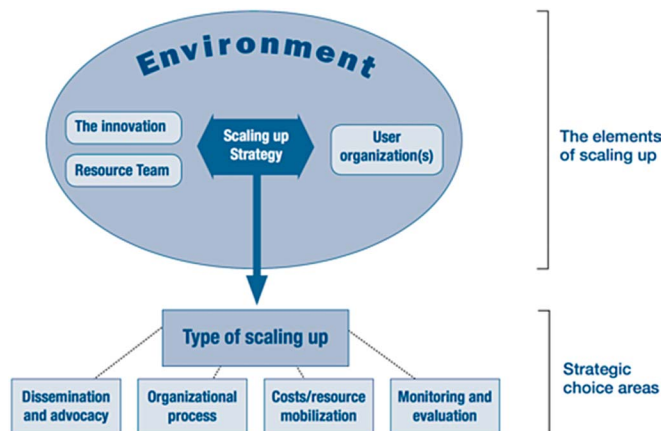 Environment
The innovation
Resource Team
Scaling up
Strategy
User
organization(s)
The elements
of scaling up
Type of scaling up
Dissemination
and advocacy
Organizational
process
Costs/resource
mobilization
Monitoring and
evaluation
Strategic
choice areas